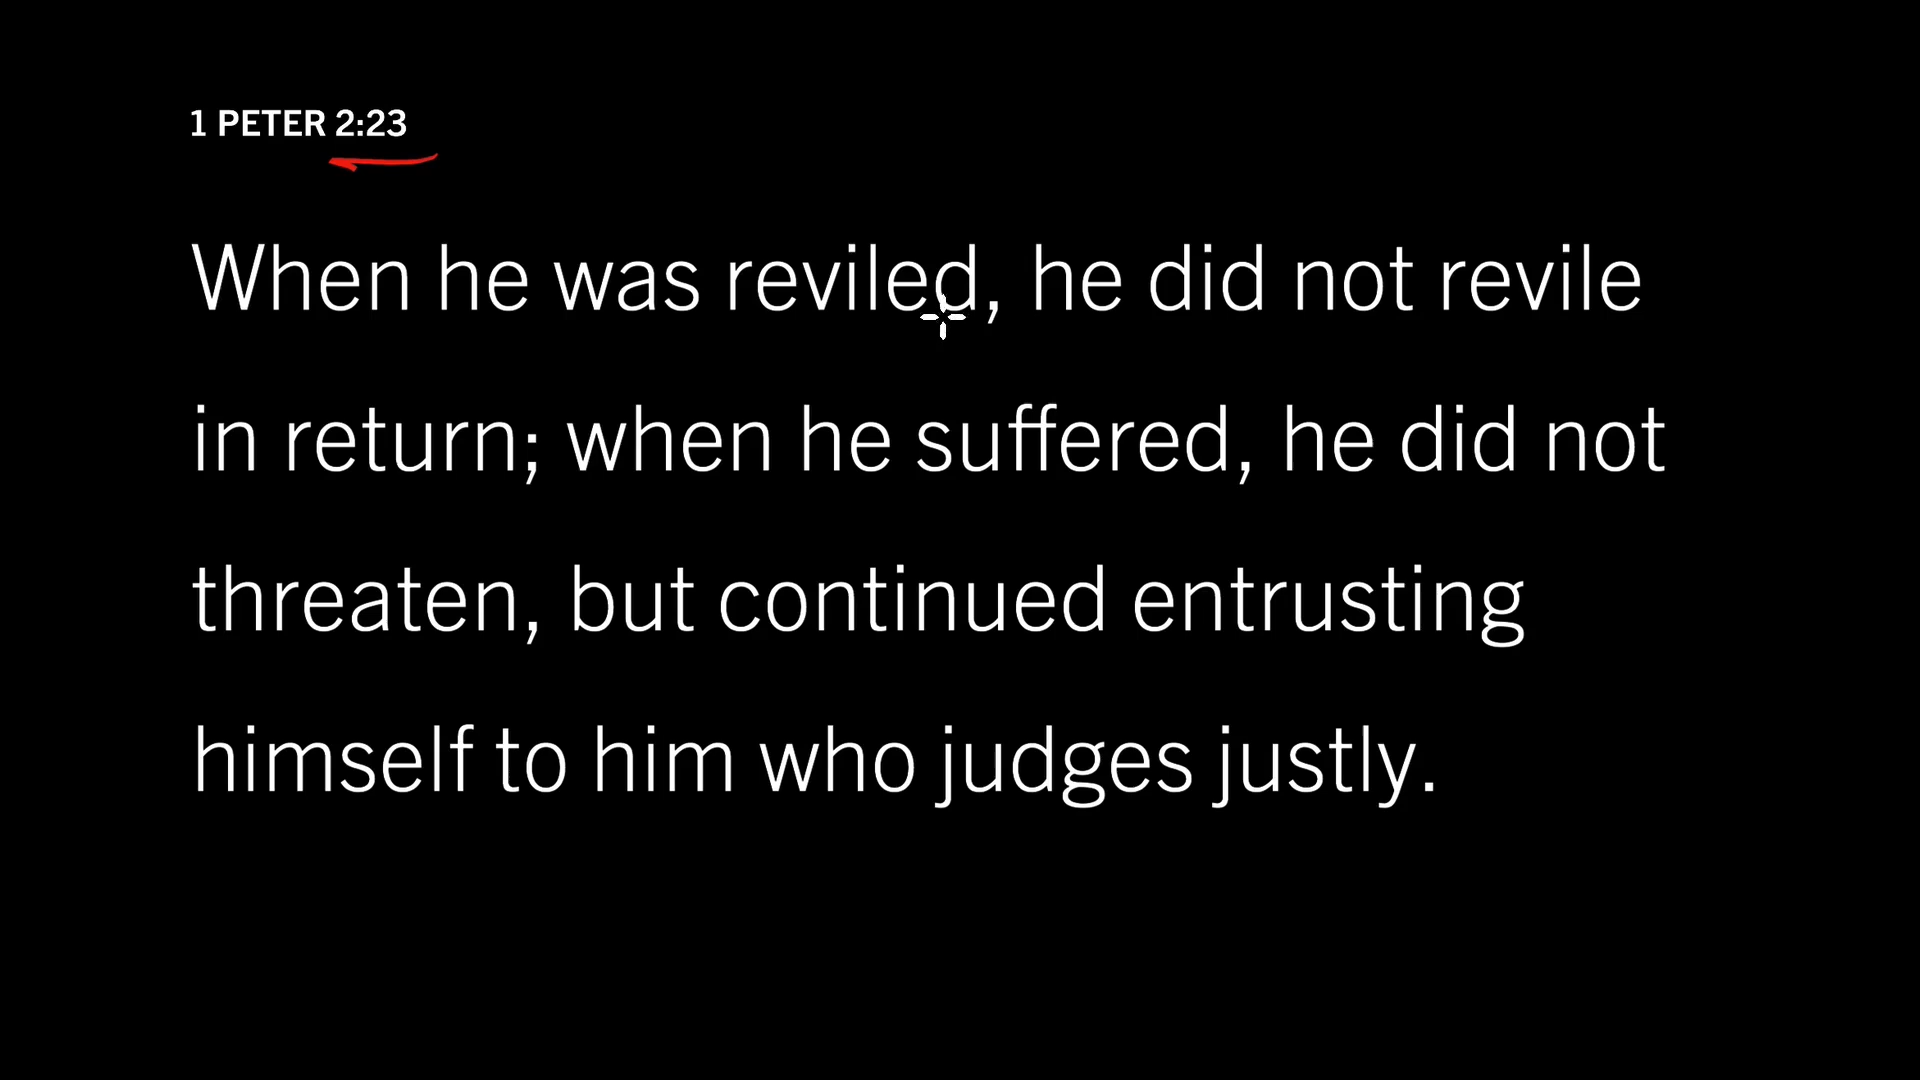 1 PETER 2:23
When he was reviled, he did not revile
in return; when he suffered, he did not
threaten, but continued entrusting
himself to him who judges justly.